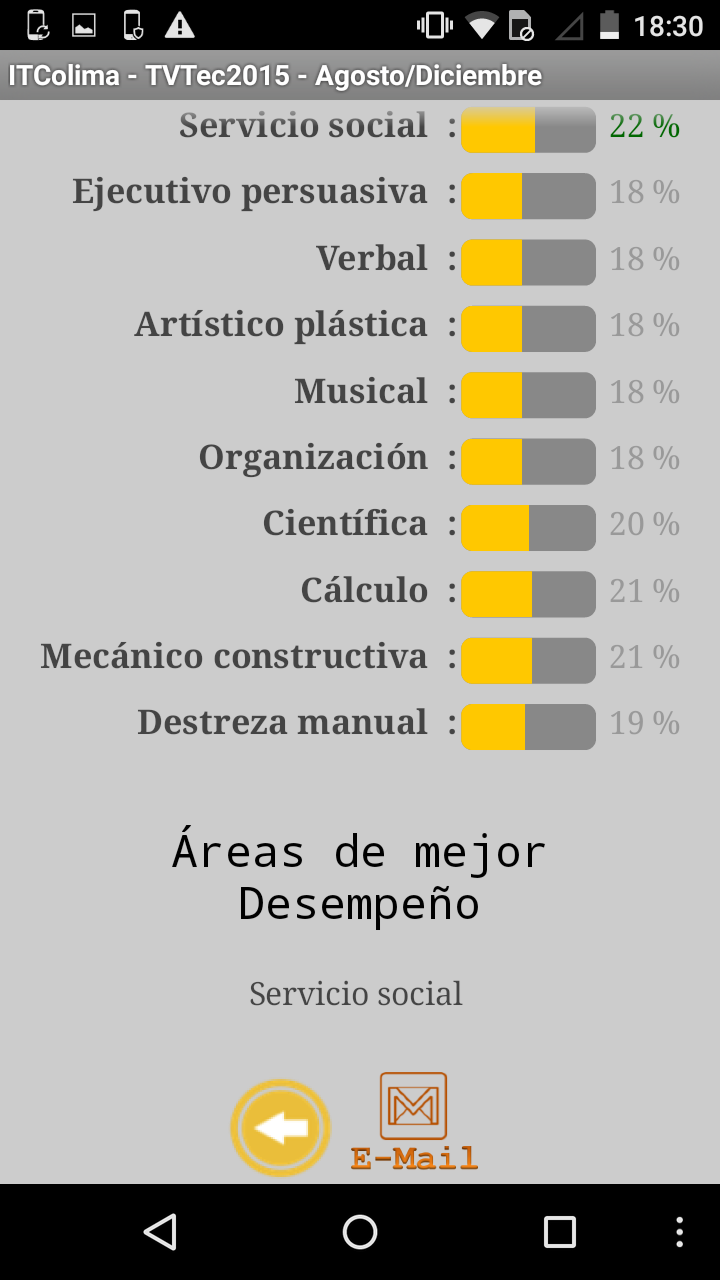 18:30
ITColima - TVTec2015 - Agosto/Diciembre
Servicio social : 22 %
Ejecutivo persuasiva : 18 %
Verbal : 18 %
Artístico plástica : 18 %
Musical : 18 %
Organización : 18 %
Científica : 20 %
Cálculo : 21 %
Mecánico constructiva : 21 %
Destreza manual : 19 %
Áreas de mejor
Desempeño
Servicio social
E-Mail